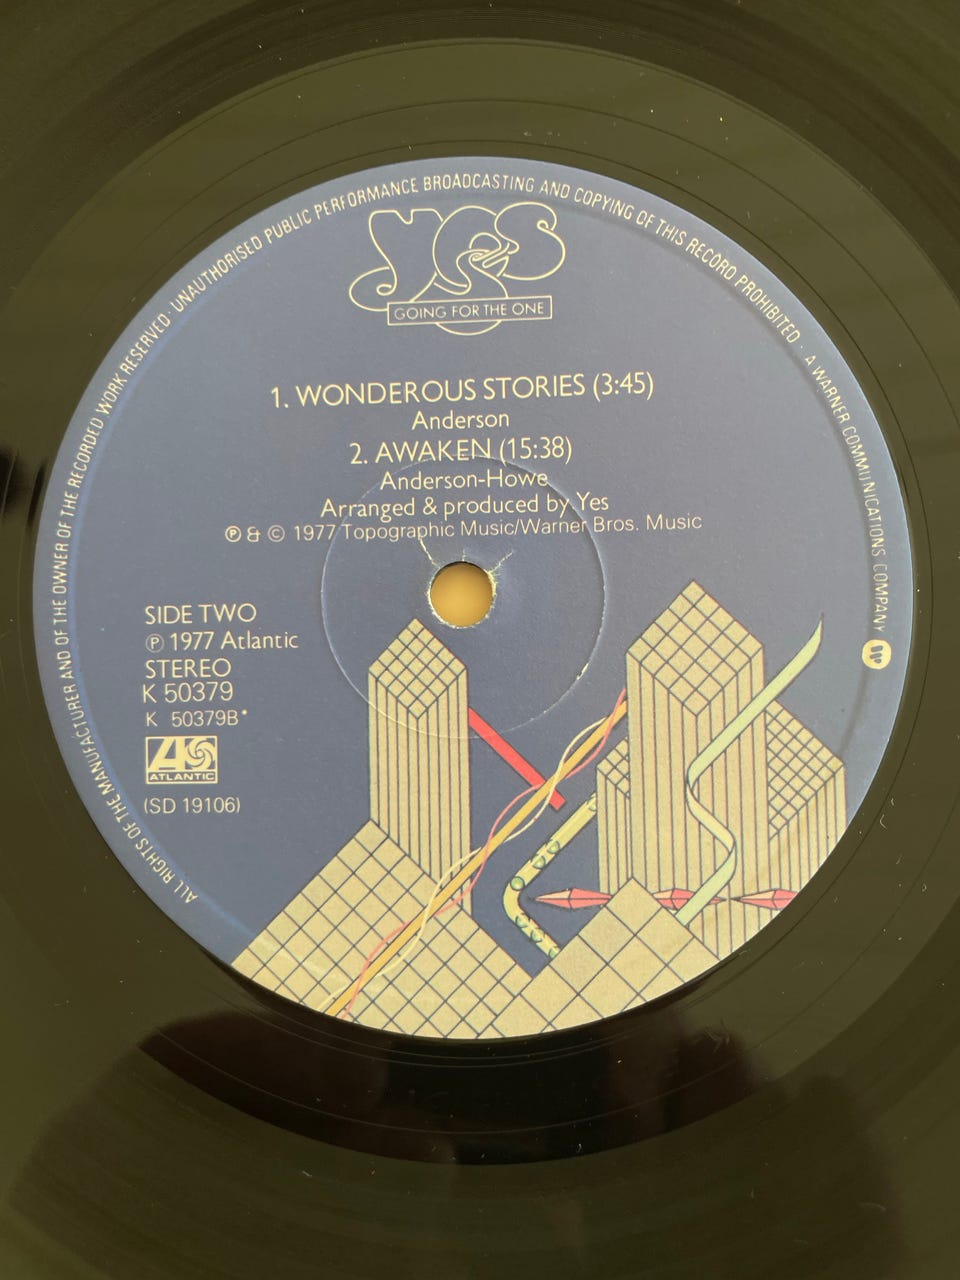 YES
GOING FOR THE ONE
1. WONDEROUS STORIES (3:45)
Anderson
2. AWAKEN (15:38)
Anderson-Howe
Arranged & produced by Yes
℗ & © 1977 Topographic Music/Warner Bros. Music
SIDE TWO
℗ 1977 Atlantic
STEREO
K 50379
K 50379B*
ATLANTIC
(SD 19106)
ALL RIGHTS OF THE MANUFACTURER AND OF THE OWNER OF THE RECORDED WORK RESERVED · UNAUTHORISED PUBLIC PERFORMANCE BROADCASTING AND COPYING OF THIS RECORD PROHIBITED · A WARNER COMMUNICATIONS COMPANY